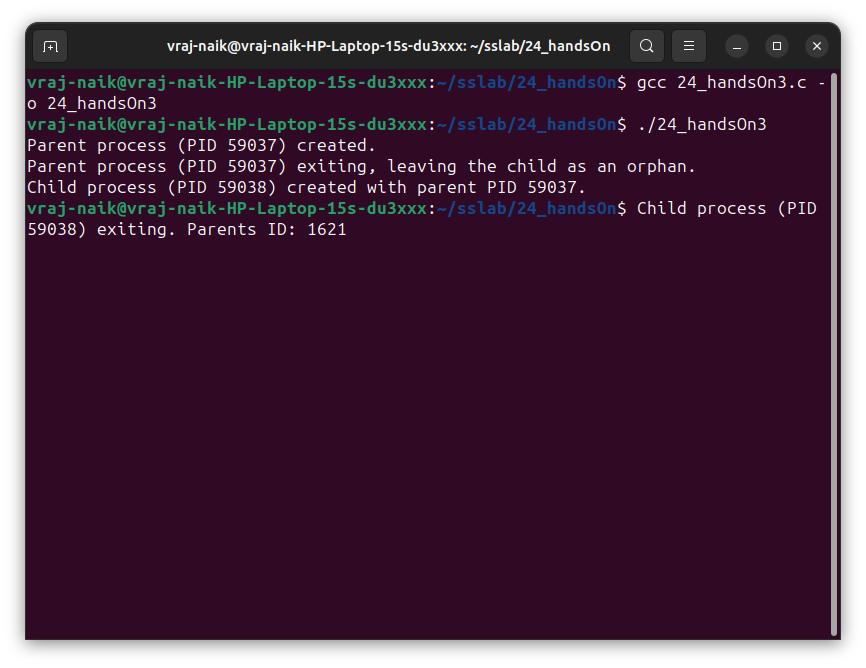 vraj-naik@vraj-naik-HP-Laptop-15s-du3xxx: ~/sslab/24_handsOn
vraj-naik@vraj-naik-HP-Laptop-15s-du3xxx:~/sslab/24_handsOn$ gcc 24_handsOn3.c -
o 24_handsOn3
vraj-naik@vraj-naik-HP-Laptop-15s-du3xxx:~/sslab/24_handsOn$ ./24_handsOn3
Parent process (PID 59037) created.
Parent process (PID 59037) exiting, leaving the child as an orphan.
Child process (PID 59038) created with parent PID 59037.
vraj-naik@vraj-naik-HP-Laptop-15s-du3xxx:~/sslab/24_handsOn$ Child process (PID
59038) exiting. Parents ID: 1621